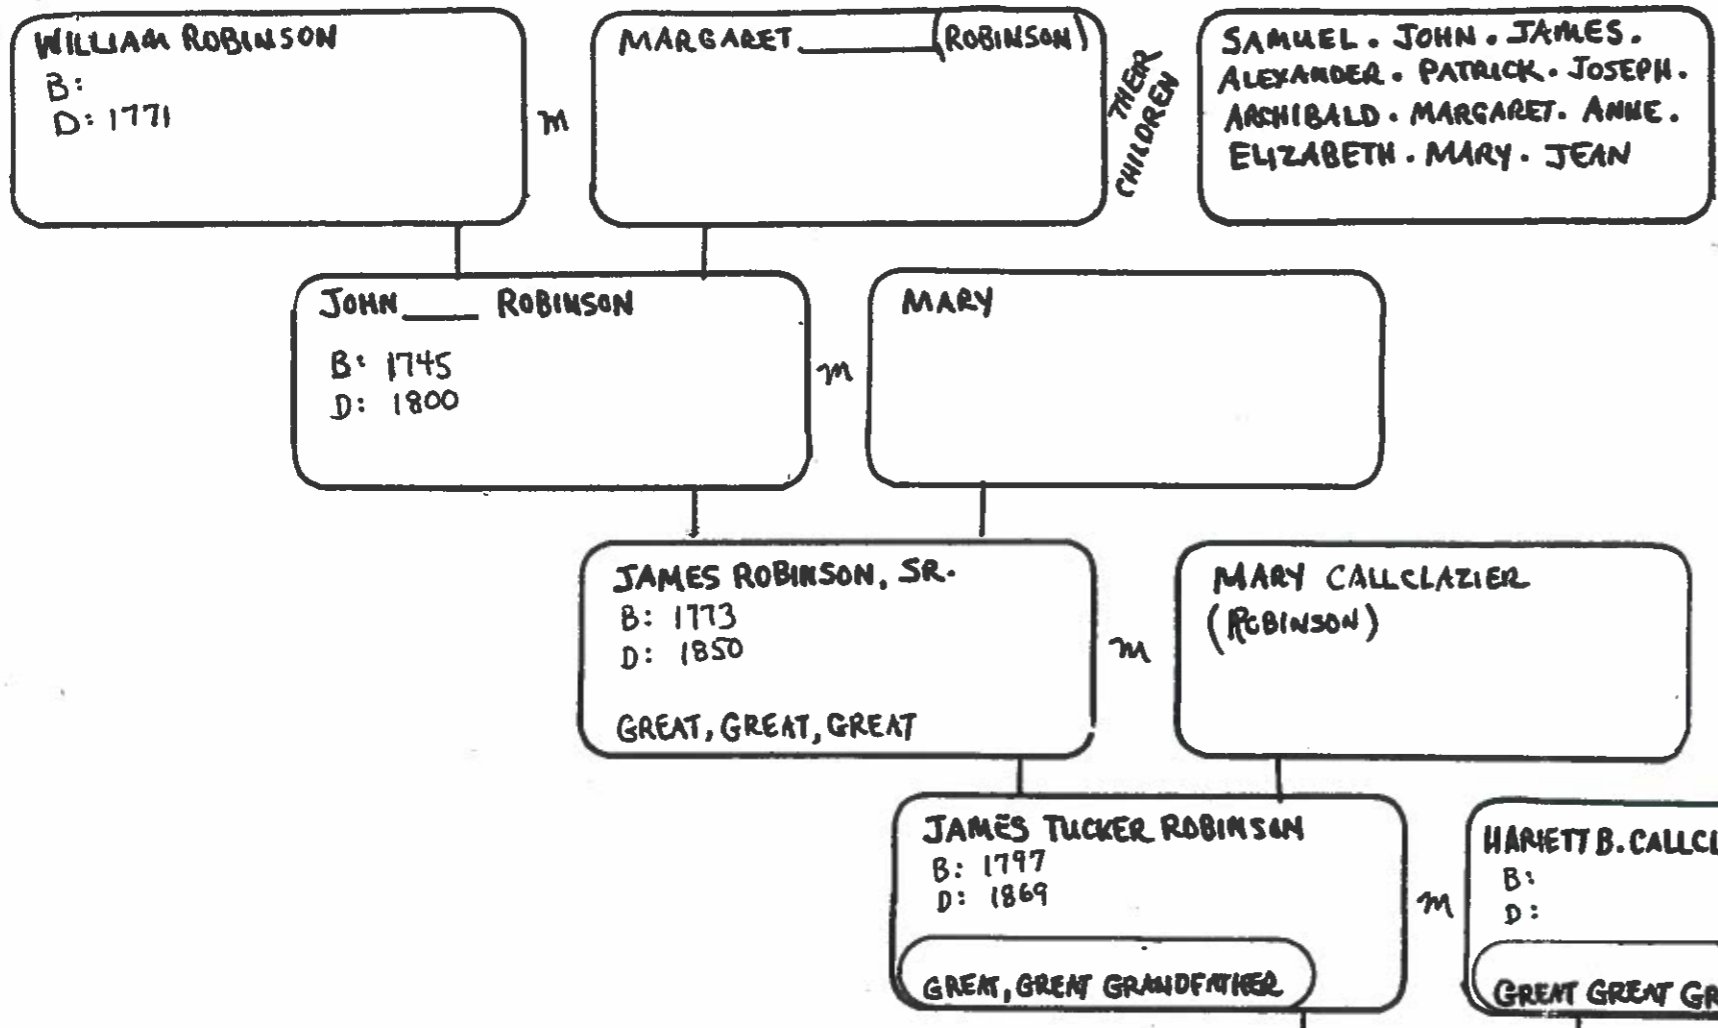 WILLIAM ROBINSON
B:
D: 1771
m
MARGARET ________ (ROBINSON)
THEIR
CHILDREN
SAMUEL. JOHN. JAMES.
ALEXANDER. PATRICK. JOSEPH.
ARCHIBALD. MARGARET. ANNE.
ELIZABETH. MARY. JEAN
JOHN ____ ROBINSON
B: 1745
D: 1800
m
MARY
JAMES ROBINSON, SR.
B: 1773
D: 1850
GREAT, GREAT, GREAT
m
MARY CALLCLAZIER
(ROBINSON)
JAMES TUCKER ROBINSON
B: 1797
D: 1869
GREAT, GREAT GRANDFATHER
m
HARIETT B. CALLCL
B:
D:
GREAT GREAT GR